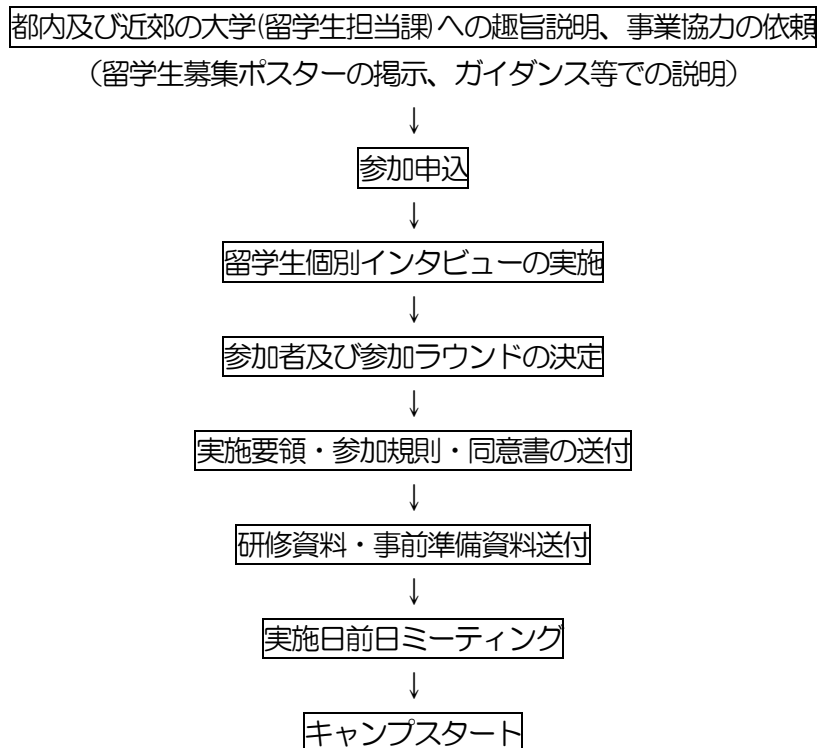 都内及び近郊の大学(留学生担当課)への趣旨説明、事業協力の依頼
（留学生募集ポスターの掲示、ガイダンス等での説明）
↓
参加申込
↓
留学生個別インタビューの実施
↓
参加者及び参加ラウンドの決定
↓
実施要領・参加規則・同意書の送付
↓
研修資料・事前準備資料送付
↓
実施日前日ミーティング
↓
キャンプスタート